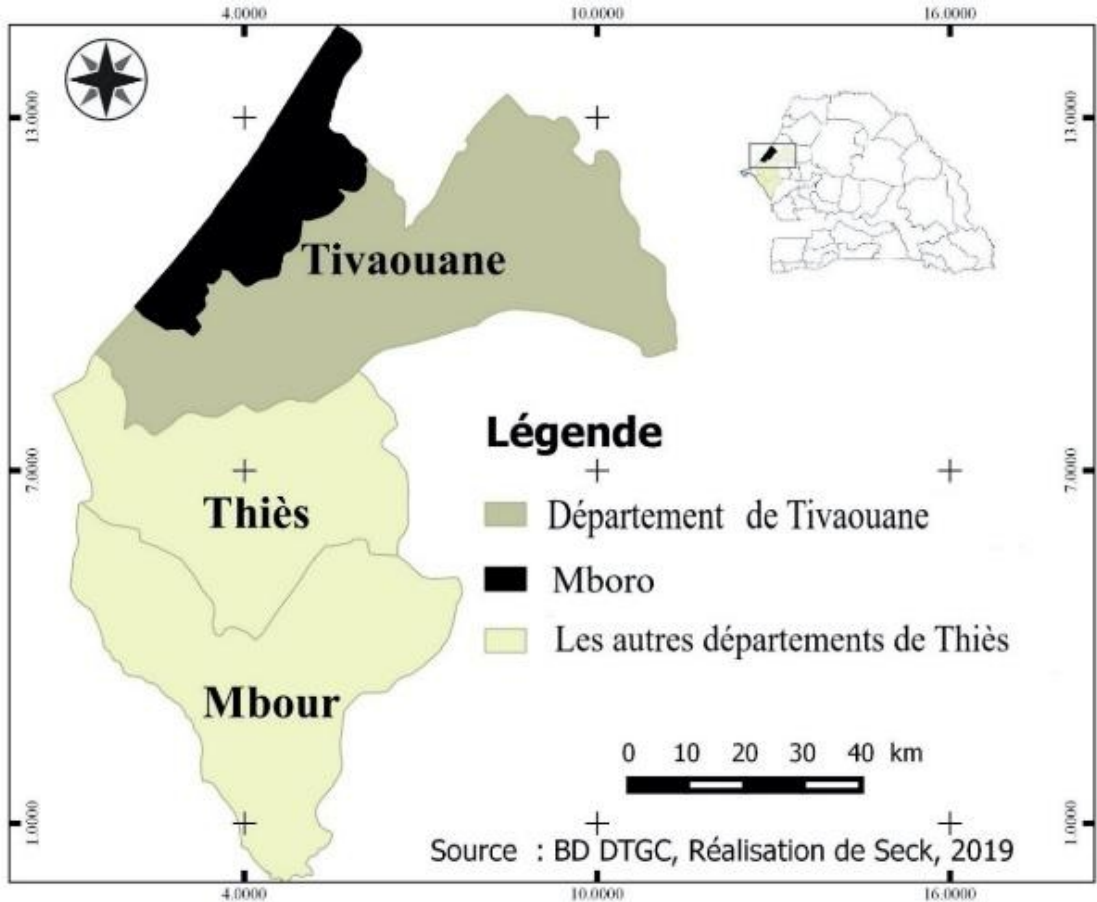 4.0000 10.0000 16.0000
13.0000 13.0000
Tivaouane
Légende
7.0000 7.0000
Thiès
Département de Tivaouane
Mboro
Les autres départements de Thiès
Mbour
0 10 20 30 40 km
1.0000 1.0000
Source : BD DTGC, Réalisation de Seck, 2019
4.0000 10.0000 16.0000